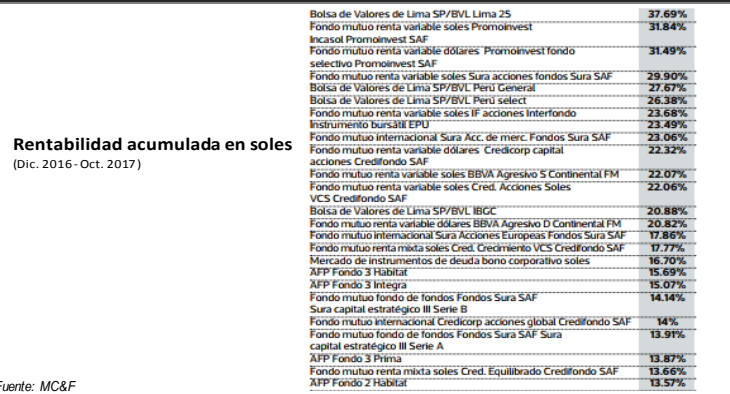 Rentabilidad acumulada en soles
(Dic. 2016 - Oct. 2017)
Bolsa de Valores de Lima SP/BVL Lima 25 37.69%
Fondo mutuo renta variable soles Promoinvest 31.84%
Incasol Promoinvest SAF
Fondo mutuo renta variable dólares Promoinvest fondo 31.49%
selectivo Promoinvest SAF
Fondo mutuo renta variable soles Sura acciones fondos Sura SAF 29.90%
Bolsa de Valores de Lima SP/BVL Perú General 27.67%
Bolsa de Valores de Lima SP/BVL Perú select 26.38%
Fondo mutuo renta variable soles IF acciones Interfondo 23.68%
Instrumento bursátil EPU 23.49%
Fondo mutuo internacional Sura Acc. de merc. Fondos Sura SAF 23.06%
Fondo mutuo renta variable dólares Credicorp capital 22.32%
acciones Credifondo SAF
Fondo mutuo renta variable soles BBVA Agresivo S Continental FM 22.07%
Fondo mutuo renta variable soles Cred. Acciones Soles 22.06%
VCS Credifondo SAF
Bolsa de Valores de Lima SP/BVL IBGC 20.88%
Fondo mutuo renta variable dólares BBVA Agresivo D Continental FM 20.82%
Fondo mutuo internacional Sura Acciones Europeas Fondos Sura SAF 17.86%
Fondo mutuo renta mixta soles Cred. Crecimiento VCS Credifondo SAF 17.77%
Mercado de instrumentos de deuda bono corporativo soles 16.70%
AFP Fondo 3 Habitat 15.69%
AFP Fondo 3 Integra 15.07%
Fondo mutuo fondo de fondos Fondos Sura SAF 14.14%
Sura capital estratégico III Serie B
Fondo mutuo internacional Credicorp acciones global Credifondo SAF 14%
Fondo mutuo fondo de fondos Fondos Sura SAF Sura 13.91%
capital estratégico III Serie A
AFP Fondo 3 Prima 13.87%
Fondo mutuo renta mixta soles Cred. Equilibrado Credifondo SAF 13.66%
AFP Fondo 2 Habitat 13.57%
Fuente: MC&F